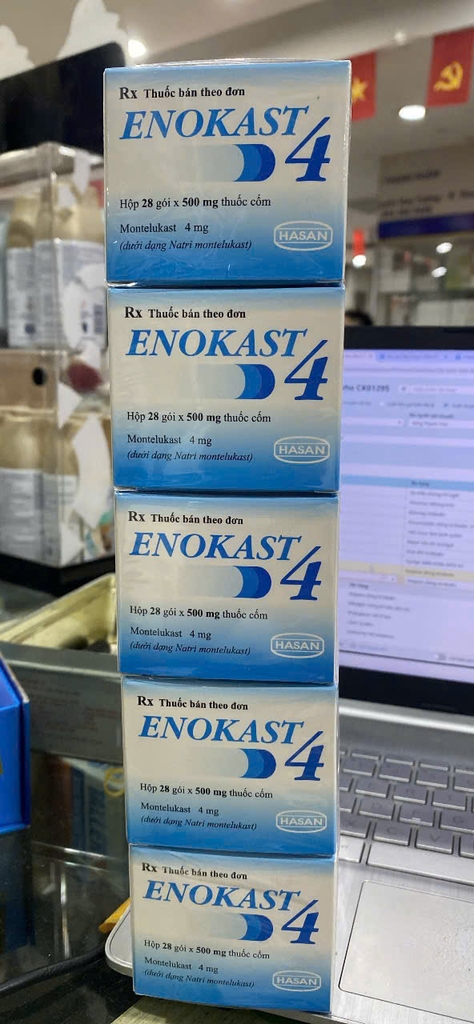 Rx Thuốc bán theo đơn
ENOKAST 4
Hộp 28 gói x 500 mg thuốc cốm
Montelukast 4 mg
(dưới dạng Natri montelukast)
HASAN
Rx Thuốc bán theo đơn
ENOKAST 4
Hộp 28 gói x 500 mg thuốc cốm
Montelukast 4 mg
(dưới dạng Natri montelukast)
HASAN
Rx Thuốc bán theo đơn
ENOKAST 4
Hộp 28 gói x 500 mg thuốc cốm
Montelukast 4 mg
(dưới dạng Natri montelukast)
HASAN
Rx Thuốc bán theo đơn
ENOKAST 4
Hộp 28 gói x 500 mg thuốc cốm
Montelukast 4 mg
(dưới dạng Natri montelukast)
HASAN
Rx Thuốc bán theo đơn
ENOKAST 4
Hộp 28 gói x 500 mg thuốc cốm
Montelukast 4 mg
(dưới dạng Natri montelukast)
HASAN
CX01295